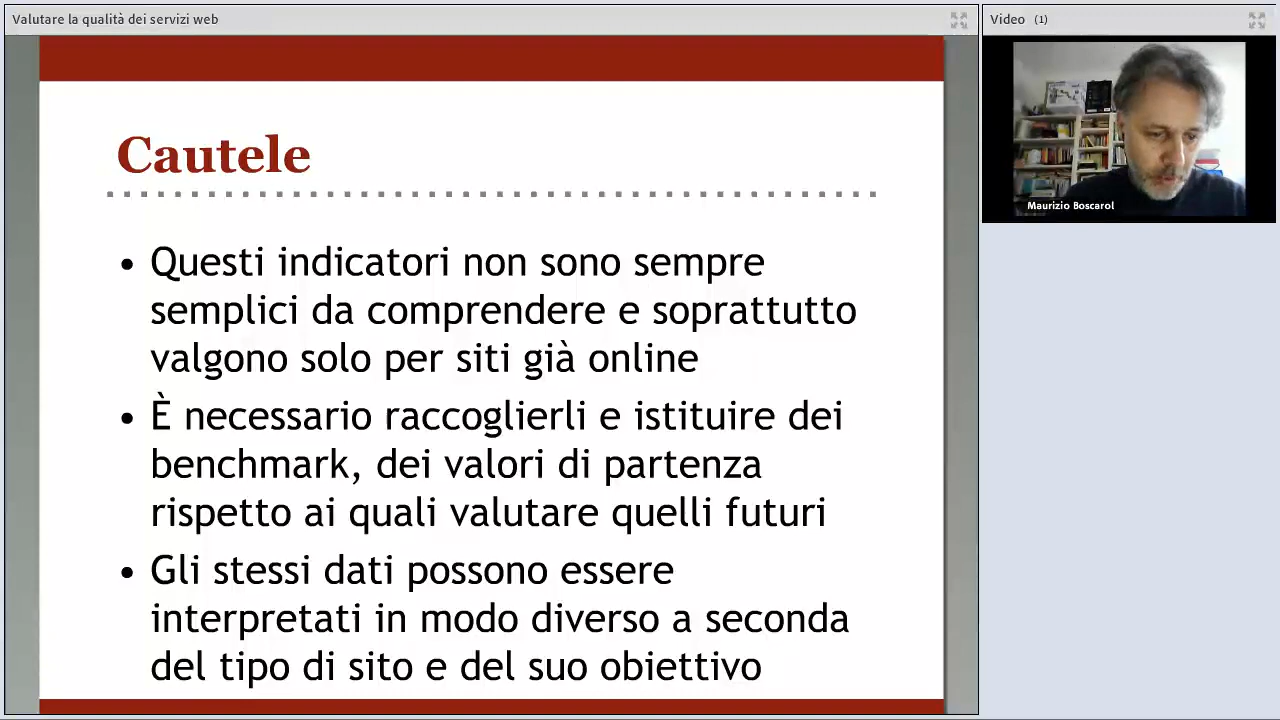 Valutare la qualità dei servizi web
Video (1)
Maurizio Boscarol
Cautele
• Questi indicatori non sono sempre
semplici da comprendere e soprattutto
valgono solo per siti già online
• È necessario raccoglierli e istituire dei
benchmark, dei valori di partenza
rispetto ai quali valutare quelli futuri
• Gli stessi dati possono essere
interpretati in modo diverso a seconda
del tipo di sito e del suo obiettivo